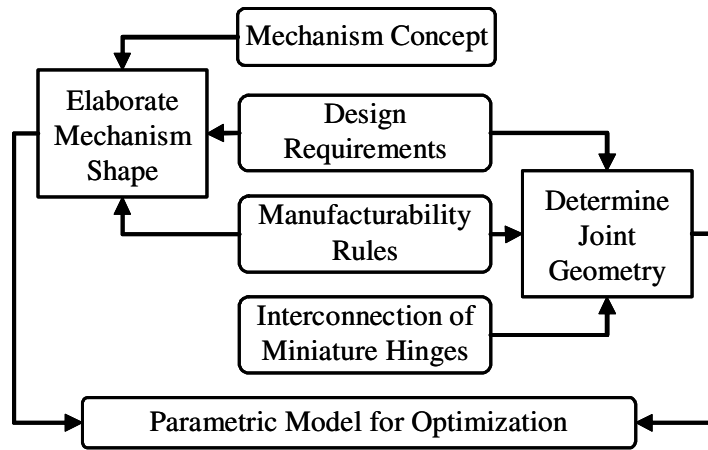 Mechanism Concept
Elaborate
Mechanism
Shape
Design
Requirements
Manufacturability
Rules
Determine
Joint
Geometry
Interconnection of
Miniature Hinges
Parametric Model for Optimization